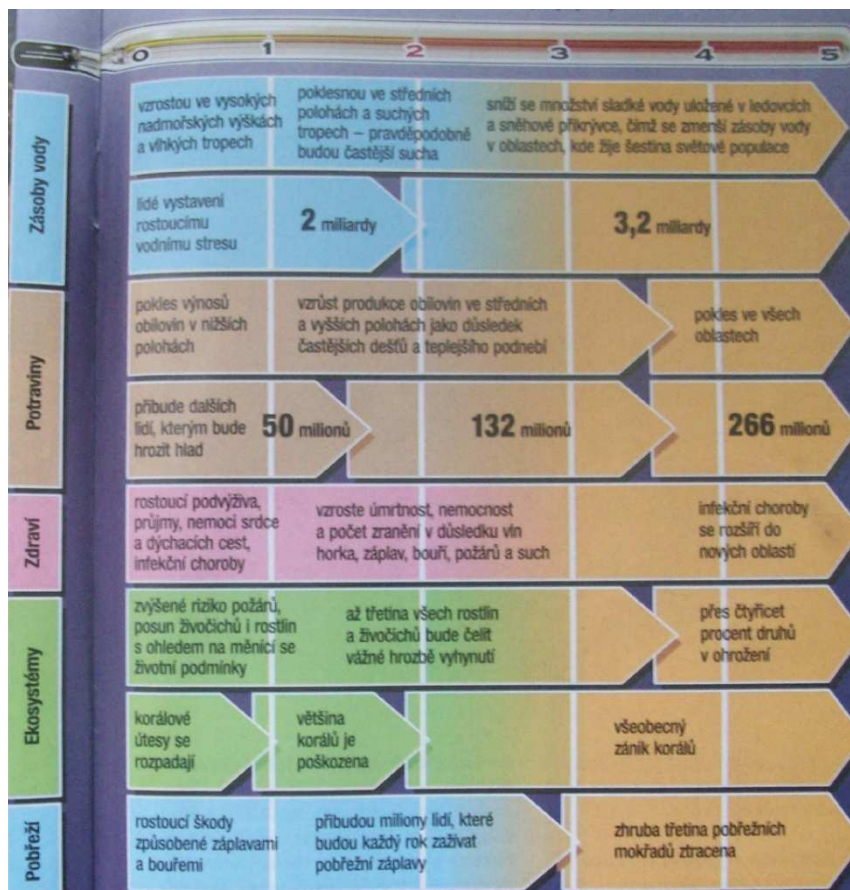 0 1 2 3 4 5
Zásoby vody
vzrostou ve vysokých
nadmořských výškách
a vlhkých tropech
poklesnou ve středních
polohách a suchých
tropech – pravděpodobně
budou častější sucha
sníží se množství sladké vody uložené v ledovcích
a sněhové přikrývce, čímž se zmenší zásoby vody
v oblastech, kde žije šestina světové populace
lidé vystavení
rostoucímu
vodnímu stresu
2 miliardy
3,2 miliardy
Potraviny
pokles výnosů
obilovin v nižších
polohách
vzrůst produkce obilovin ve středních
a vyšších polohách jako důsledek
častějších dešťů a teplejšího podnebí
pokles ve všech
oblastech
přibude dalších
lidí, kterým bude
hrozit hlad
50 milionů
132 milionů
266 milionů
Zdraví
rostoucí podvýživa,
průjmy, nemoci srdce
a dýchacích cest,
infekční choroby
vzroste úmrtnost, nemocnost
a počet zranění v důsledku vln
horka, záplav, bouří, požárů a such
infekční choroby
se rozšíří do
nových oblastí
Ekosystémy
zvýšené riziko požárů,
posun živočichů i rostlin
s ohledem na měnící se
životní podmínky
až třetina všech rostlin
a živočichů bude čelit
vážné hrozbě vyhynutí
přes čtyřicet
procent druhů
v ohrožení
korálové
útesy se
rozpadají
většina
korálů je
poškozena
všeobecný
zánik korálů
Pobřeží
rostoucí škody
způsobené záplavami
a bouřemi
přibudou miliony lidí, které
budou každý rok zažívat
pobřežní záplavy
zhruba třetina pobřežních
mokřadů ztracena